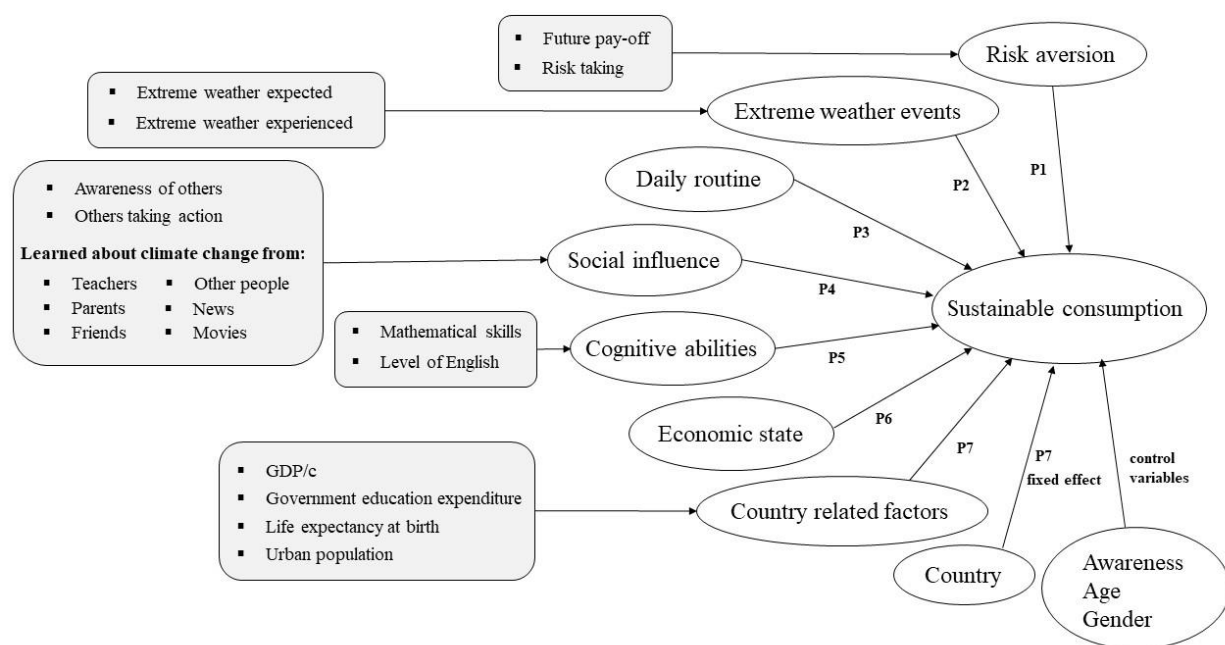 Future pay-off
Risk taking
Risk aversion
Extreme weather expected
Extreme weather experienced
Extreme weather events
P1
P2
Awareness of others
Others taking action
Learned about climate change from:
Teachers
Other people
Parents
News
Friends
Movies
Daily routine
P3
Social influence
P4
Sustainable consumption
Mathematical skills
Level of English
Cognitive abilities
P5
Economic state
P6
GDP/c
Government education expenditure
Life expectancy at birth
Urban population
Country related factors
P7
P7
fixed effect
control
variables
Country
Awareness
Age
Gender